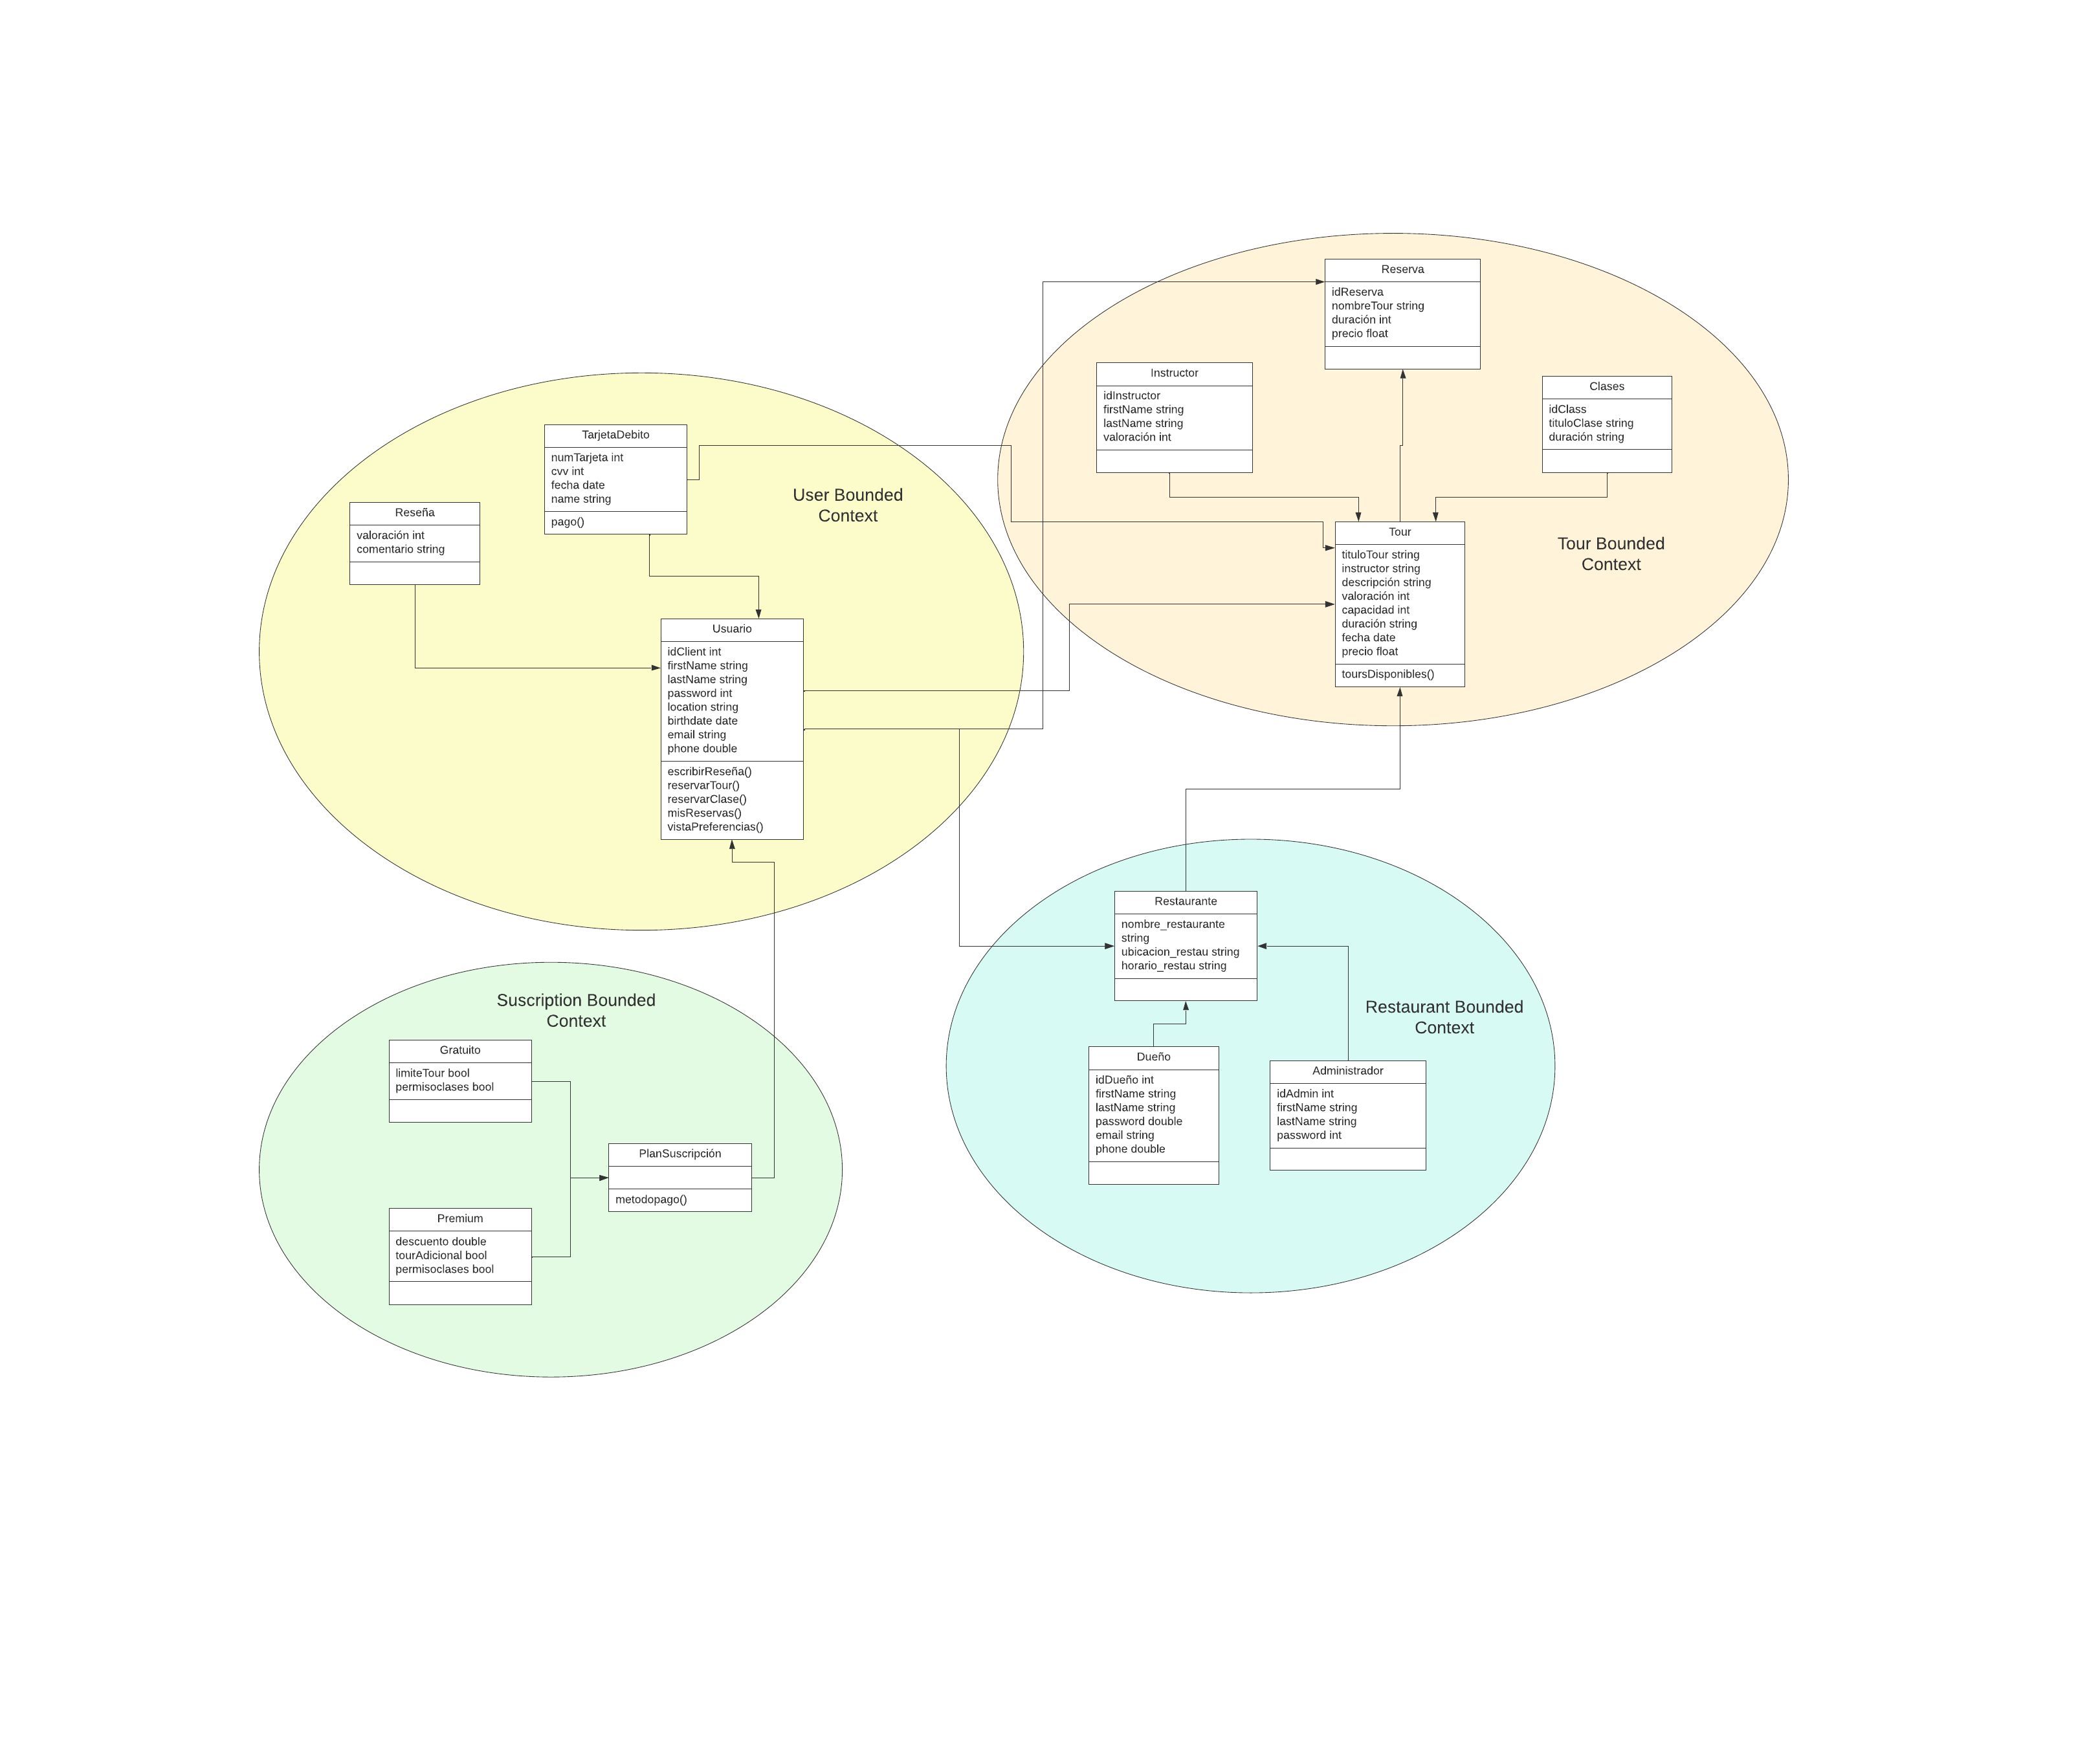 Reserva
idReserva
nombreTour string
duración int
precio float
Instructor
idInstructor
firstName string
lastName string
valoración int
Clases
idClass
tituloClase string
duración string
Tour
tituloTour string
instructor string
descripción string
valoración int
capacidad int
duración string
fecha date
precio float
toursDisponibles()
Tour Bounded
Context
TarjetaDebito
numTarjeta int
cvv int
fecha date
name string
pago()
User Bounded
Context
Reseña
valoración int
comentario string
Usuario
idClient int
firstName string
lastName string
password int
location string
birthdate date
email string
phone double
escribirReseña()
reservarTour()
reservarClase()
misReservas()
vistaPreferencias()
Restaurante
nombre_restaurante
string
ubicacion_restau string
horario_restau string
Restaurant Bounded
Context
Dueño
idDueño int
firstName string
lastName string
password double
email string
phone double
Administrador
idAdmin int
firstName string
lastName string
password int
Suscription Bounded
Context
Gratuito
limiteTour bool
permisoclases bool
PlanSuscripción
metodopago()
Premium
descuento double
tourAdicional bool
permisoclases bool